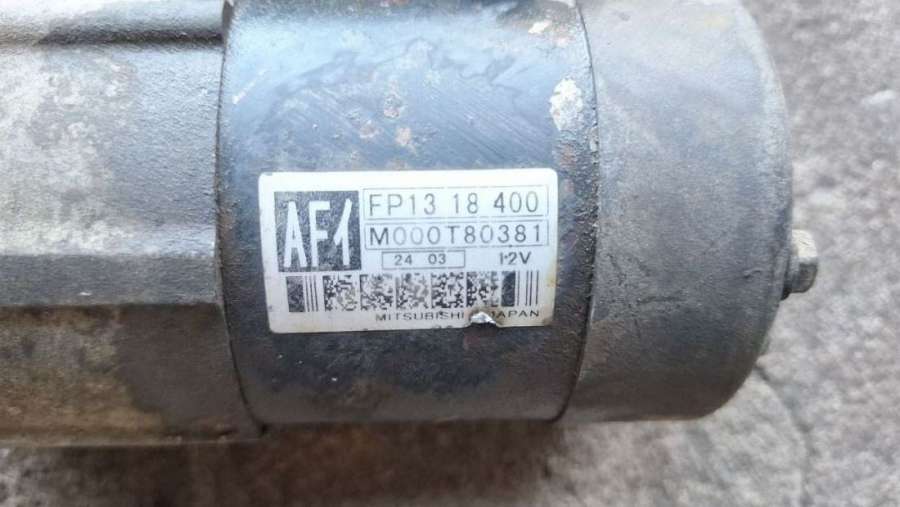 AF1
FP13 18 400
M000T80381
24 03 12V
MITSUBISHI JAPAN